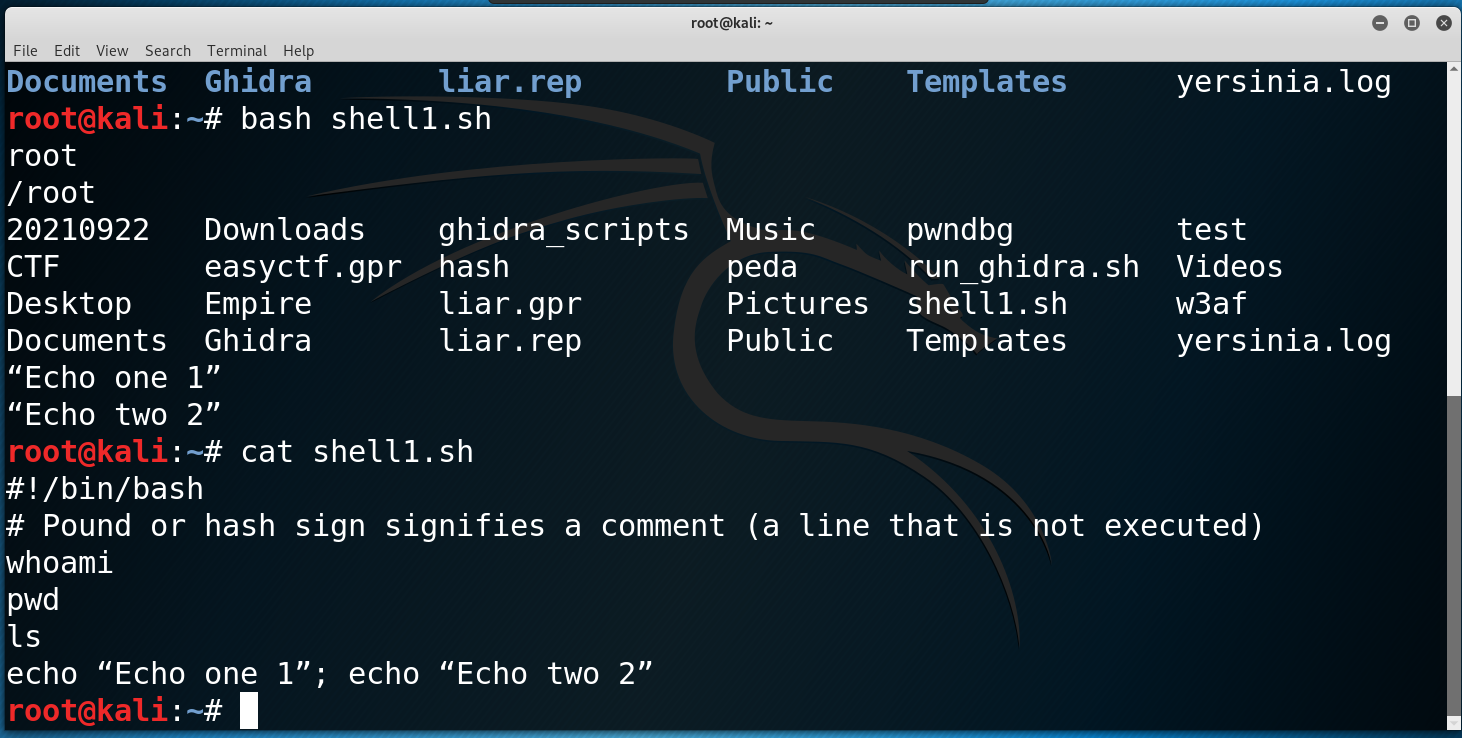 root@kali: ~
File Edit View Search Terminal Help
Documents Ghidra liar.rep Public Templates yersinia.log
root@kali:~# bash shell1.sh
root
/root
20210922 Downloads ghidra_scripts Music pwndbg test
CTF easyctf.gpr hash peda run_ghidra.sh Videos
Desktop Empire liar.gpr Pictures shell1.sh w3af
Documents Ghidra liar.rep Public Templates yersinia.log
“Echo one 1”
“Echo two 2”
root@kali:~# cat shell1.sh
#!/bin/bash
# Pound or hash sign signifies a comment (a line that is not executed)
whoami
pwd
ls
echo “Echo one 1”; echo “Echo two 2”
root@kali:~#